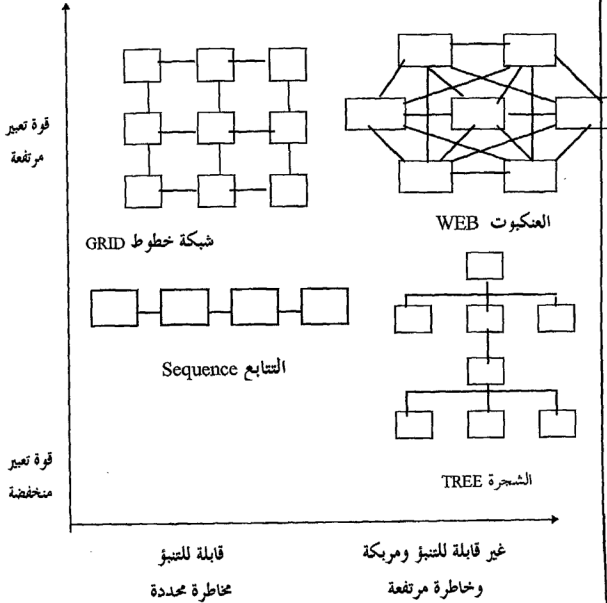 قوة تعبير
مرتفعة
العنكبوت WEB
شبكة خطوط GRID
التتابع Sequence
قوة تعبير
منخفضة
الشجرة TREE
قابلة للتنبؤ
مخاطرة محددة
غير قابلة للتنبؤ ومربكة
وخاطرة مرتفعة